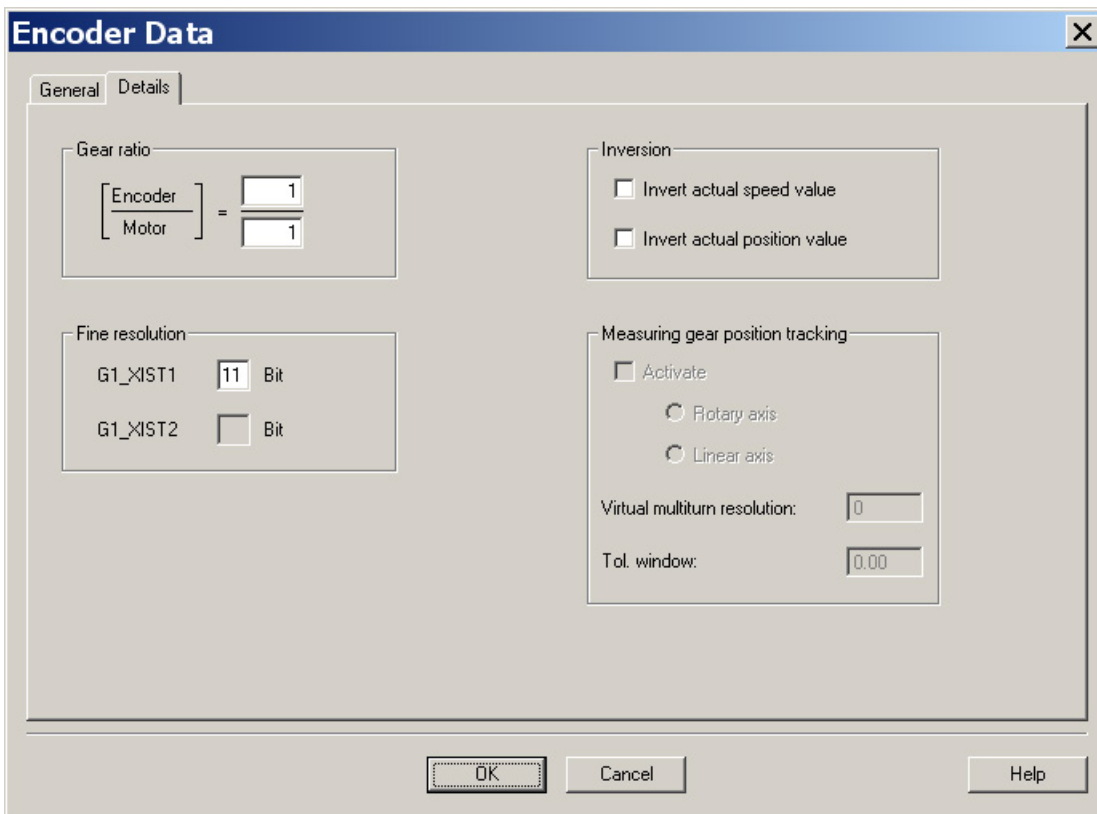 Encoder Data
General Details
Gear ratio
Encoder
Motor
=
1
1
Inversion
Invert actual speed value
Invert actual position value
Fine resolution
G1_XIST1 11 Bit
G1_XIST2 Bit
Measuring gear position tracking
Activate
Rotary axis
Linear axis
Virtual multiturn resolution: 0
Tol. window: 0.00
OK Cancel Help